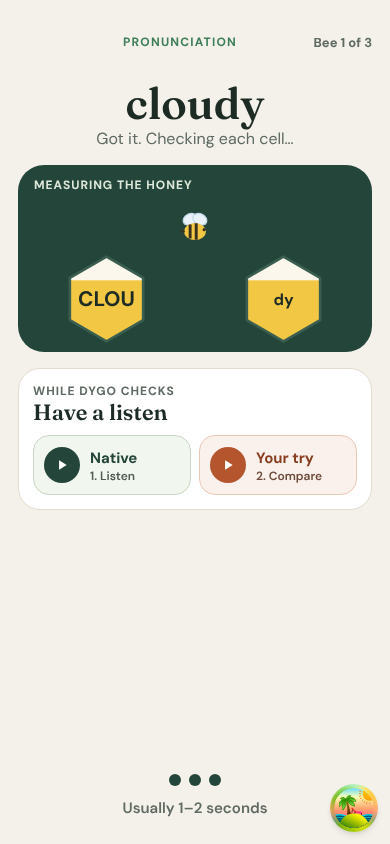 PRONUNCIATION
Bee 1 of 3
cloudy
Got it. Checking each cell...
MEASURING THE HONEY
CLOU
dy
WHILE DYGO CHECKS
Have a listen
Native
1. Listen
Your try
2. Compare
Usually 1–2 seconds